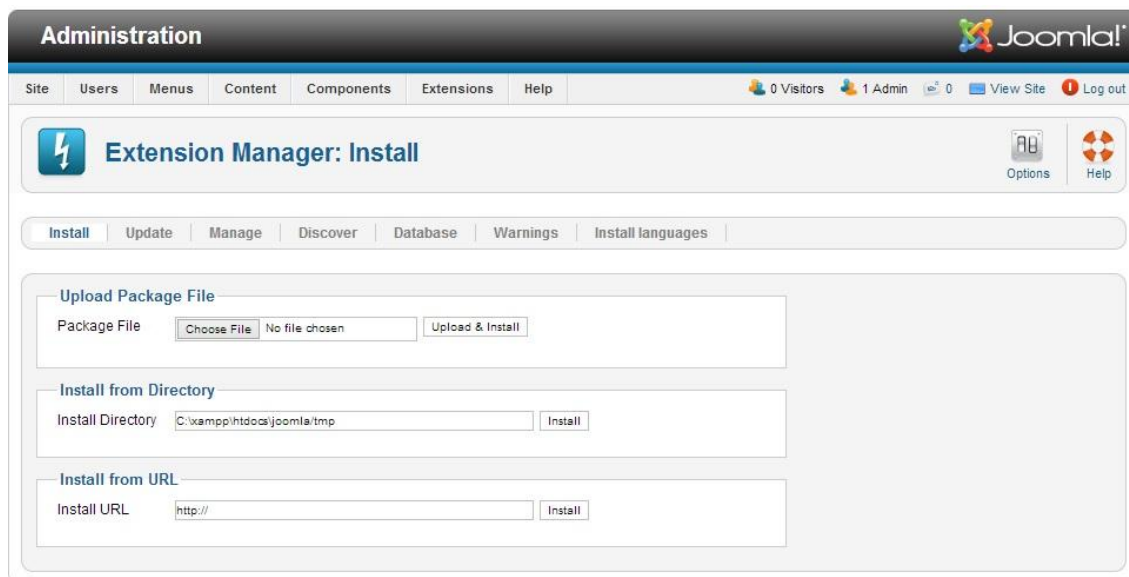 Administration
Joomla!
Site Users Menus Content Components Extensions Help 0 Visitors 1 Admin 0 View Site Log out
Extension Manager: Install
Options
Help
Install Update Manage Discover Database Warnings Install languages
Upload Package File
Package File Choose File No file chosen Upload & Install
Install from Directory
Install Directory C:\xampp\htdocs\joomla/tmp Install
Install from URL
Install URL http:// Install